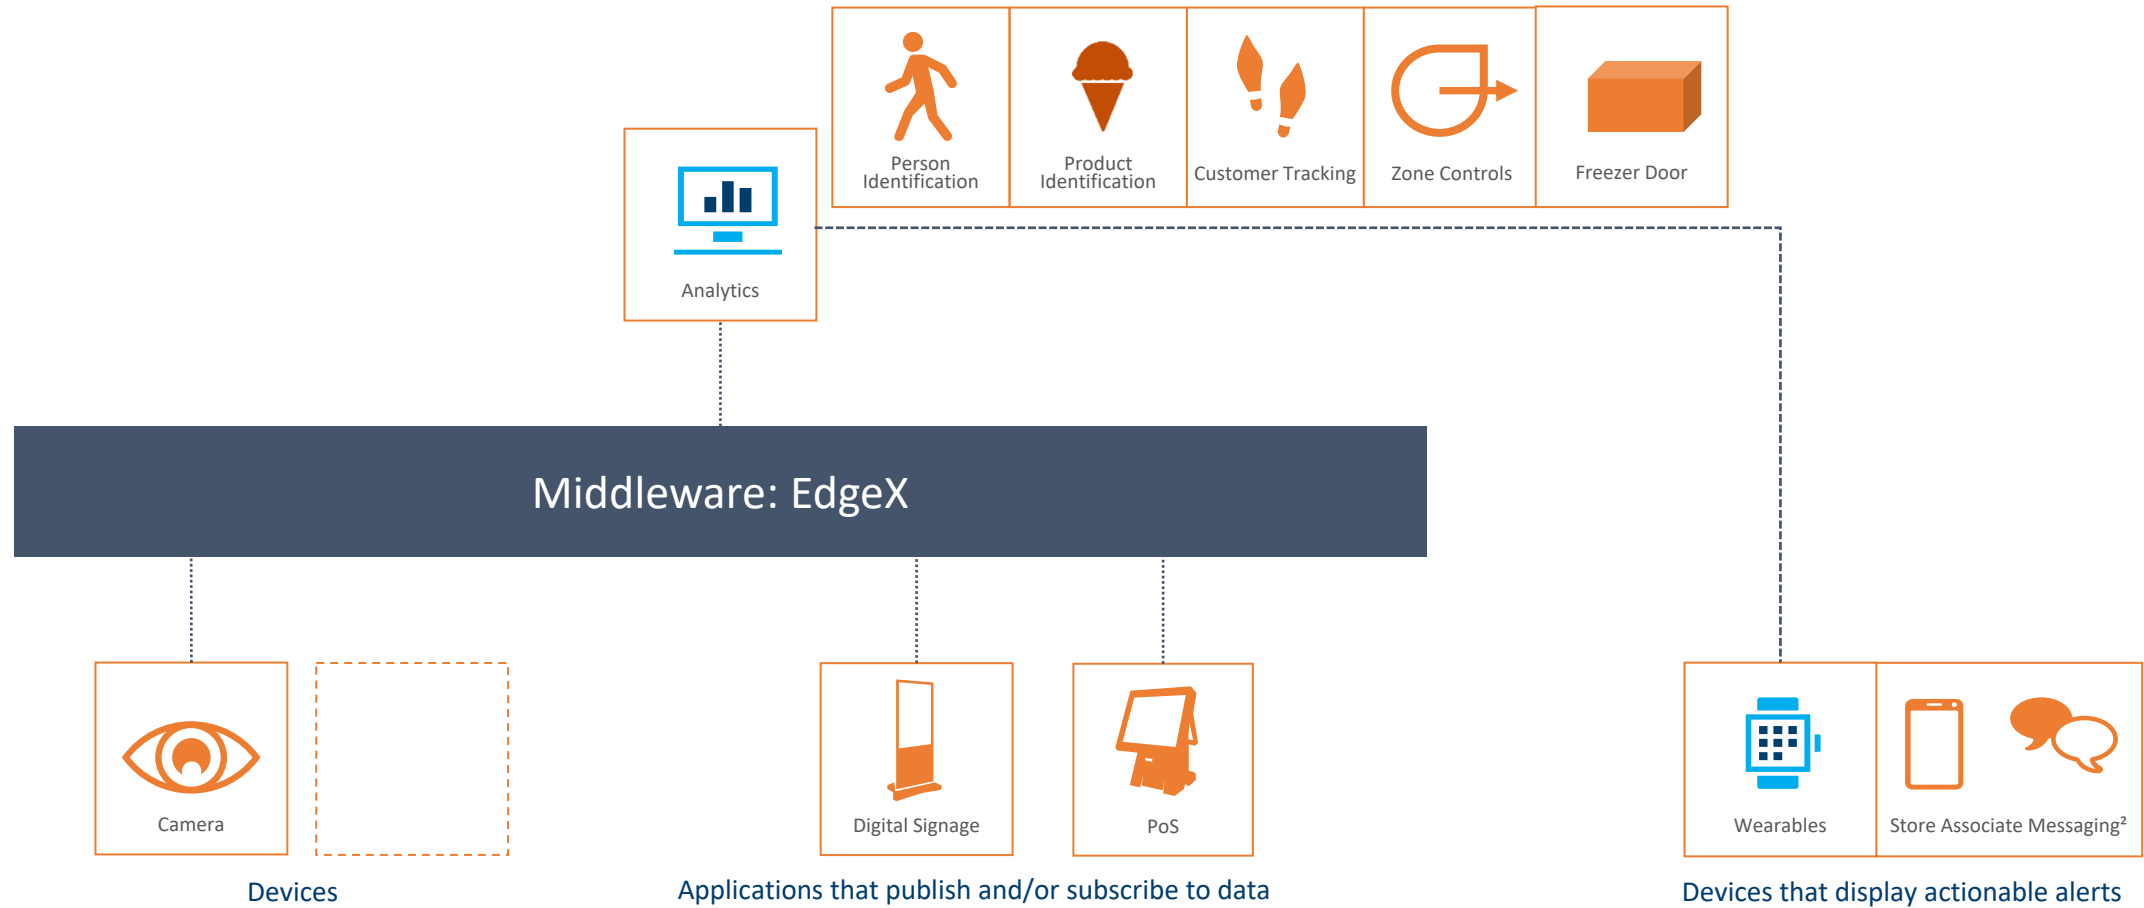 Person
Identification
Product
Identification
Customer Tracking
Zone Controls
Freezer Door
Analytics
Middleware: EdgeX
Camera
Digital Signage
PoS
Wearables
Store Associate Messaging²
Devices
Applications that publish and/or subscribe to data
Devices that display actionable alerts